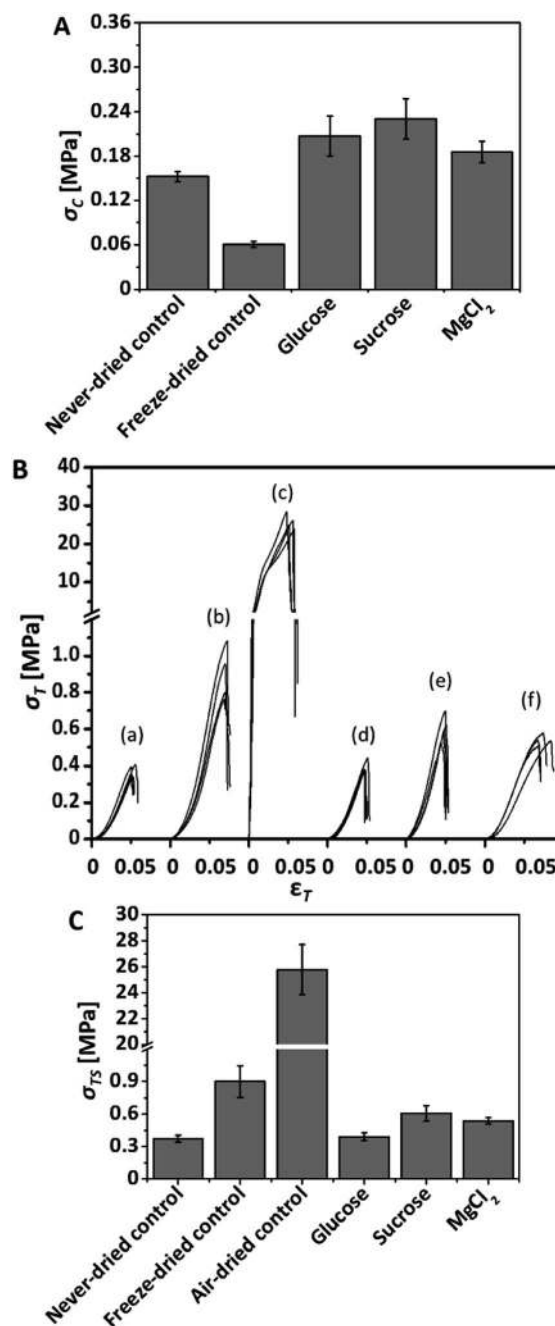 A
0.36
0.30
0.24
0.18
0.12
0.06
0
σC [MPa]
Never-dried control
Freeze-dried control
Glucose
Sucrose
MgCl2
B
40
30
20
10
1.0
0.8
0.6
0.4
0.2
0
σT [MPa]
(a)
(b)
(c)
(d)
(e)
(f)
0 0.05 0 0.05 0 0.05 0 0.05 0 0.05 0 0.05
εT
C
30
28
26
24
22
20
0.9
0.6
0.3
0
σTS [MPa]
Never-dried control
Freeze-dried control
Air-dried control
Glucose
Sucrose
MgCl2